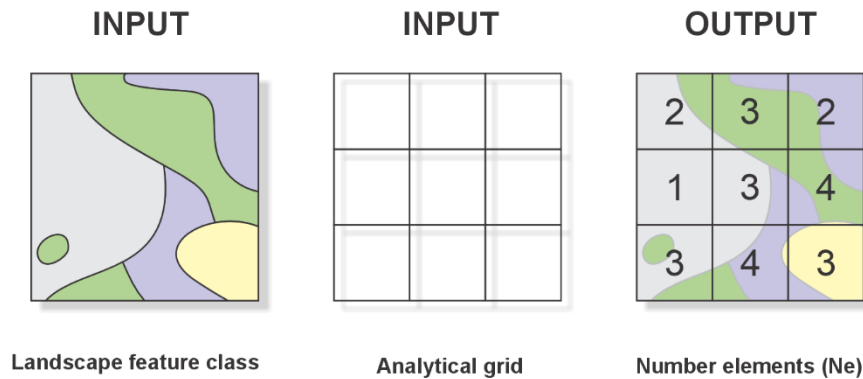 INPUT INPUT OUTPUT
2 3 2
1 3 4
3 4 3
Landscape feature class Analytical grid Number elements (Ne)